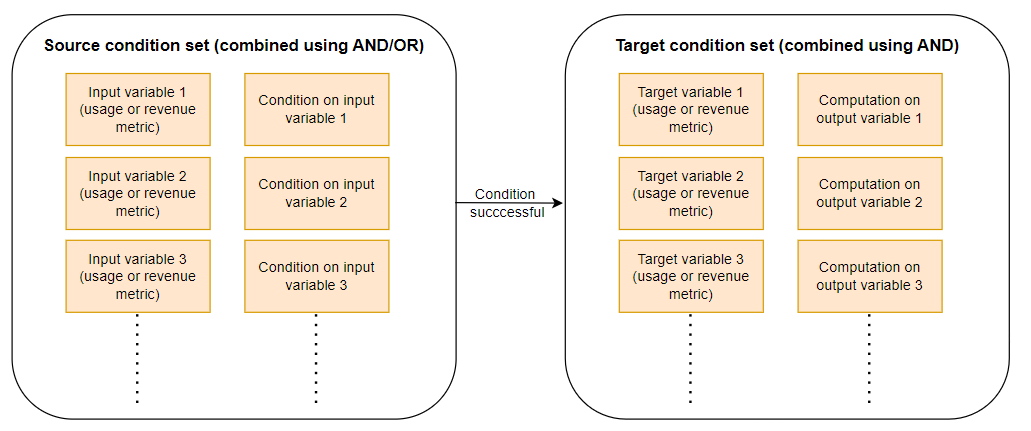 Source condition set (combined using AND/OR)
Input variable 1
(usage or revenue
metric)
Condition on input
variable 1
Input variable 2
(usage or revenue
metric)
Condition on input
variable 2
Input variable 3
(usage or revenue
metric)
Condition on input
variable 3
Condition
succcessful
Target condition set (combined using AND)
Target variable 1
(usage or revenue
metric)
Computation on
output variable 1
Target variable 2
(usage or revenue
metric)
Computation on
output variable 2
Target variable 3
(usage or revenue
metric)
Computation on
output variable 3